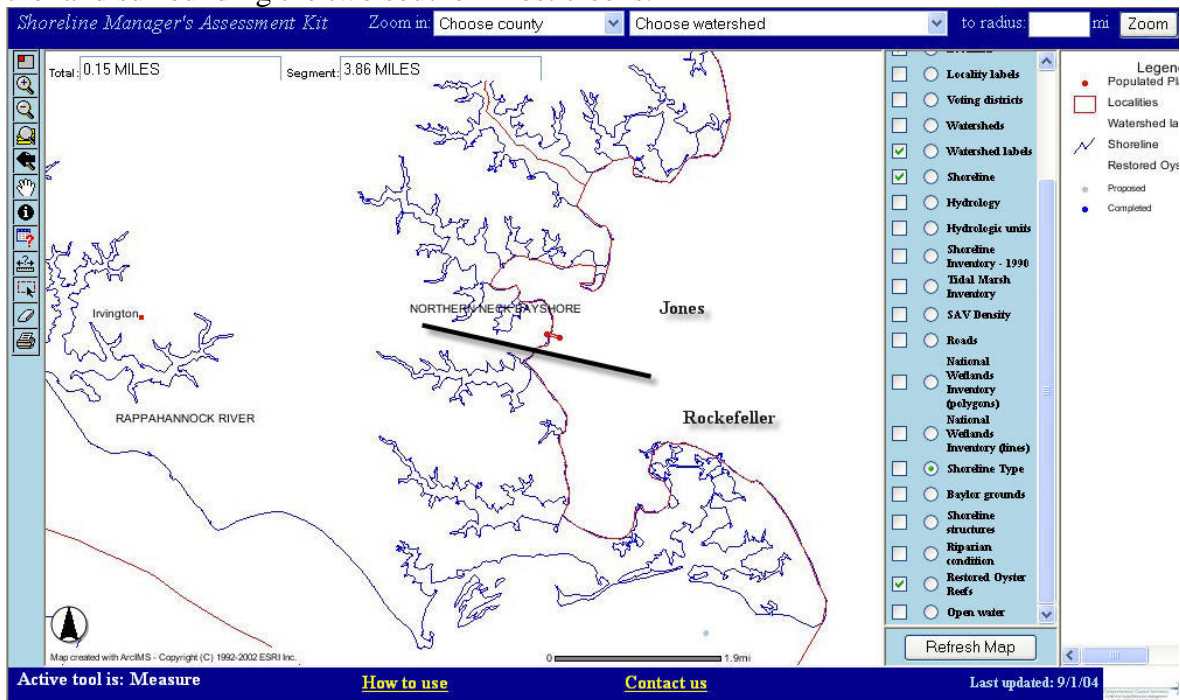 Shoreline Manager's Assessment Kit Zoom in: Choose county Choose watershed to radius: mi Zoom
Total: 0.15 MILES Segment: 3.86 MILES
Irvington
NORTHERN NECK BAYSHORE
Jones
RAPPAHANNOCK RIVER
Rockefeller
Map created with ArcIMS - Copyright (C) 1992-2002 ESRI Inc.
0 1.9mi
Locality labels
Voting districts
Watersheds
Watershed labels
Shoreline
Hydrology
Hydrologic units
Shoreline
Inventory - 1990
Tidal Marsh
Inventory
SAV Density
Roads
National
Wetlands
Inventory
(polygons)
National
Wetlands
Inventory (lines)
Shoreline Type
Baylor grounds
Shoreline
structures
Riparian
condition
Restored Oyster
Reefs
Open water
Refresh Map
Legen
Populated Pla
Localities
Watershed la
Shoreline
Restored Oys
Proposed
Completed
Active tool is: Measure How to use Contact us Last updated: 9/1/04